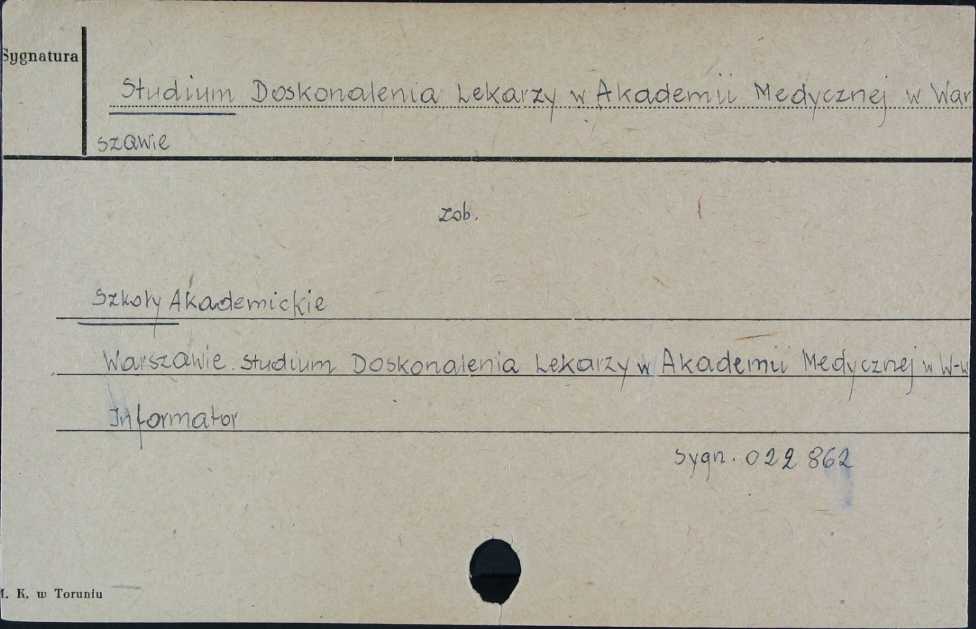 Sygnatura
Studium Doskonalenia Lekarzy w Akademii Medycznej w War
szawie
zob.
Szkoły Akademickie
Warszawie. Studium Doskonalenia Lekarzy w Akademii Medycznej w W-w
Informator
sygn. 022 862
K. w Toruniu